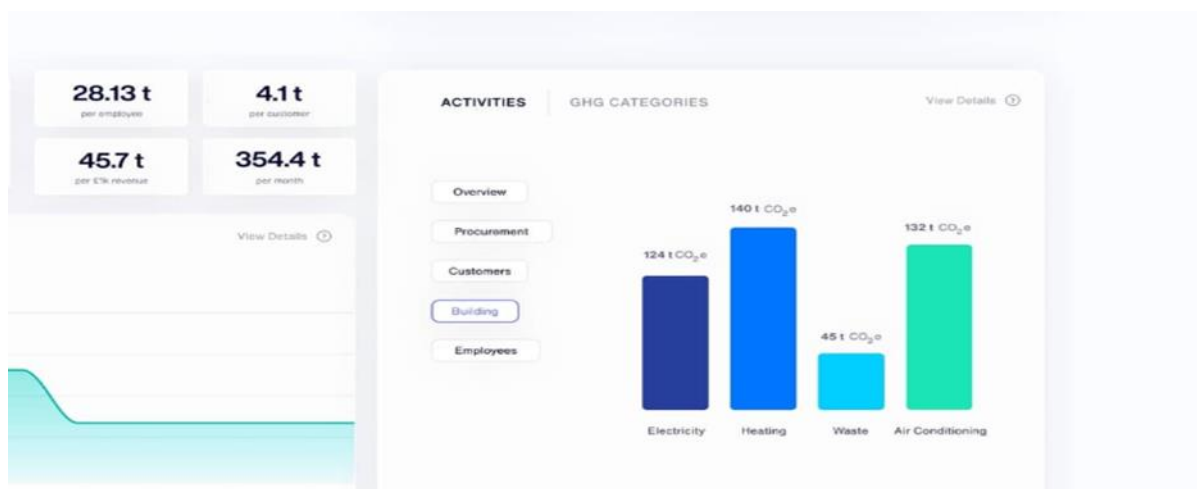 28.13 t
per employee
4.1 t
per customer
45.7 t
per £1k revenue
354.4 t
per month
View Details
ACTIVITIES
GHG CATEGORIES
View Details
Overview
Procurement
Customers
Building
Employees
124 t CO₂e
140 t CO₂e
45 t CO₂e
132 t CO₂e
Electricity
Heating
Waste
Air Conditioning